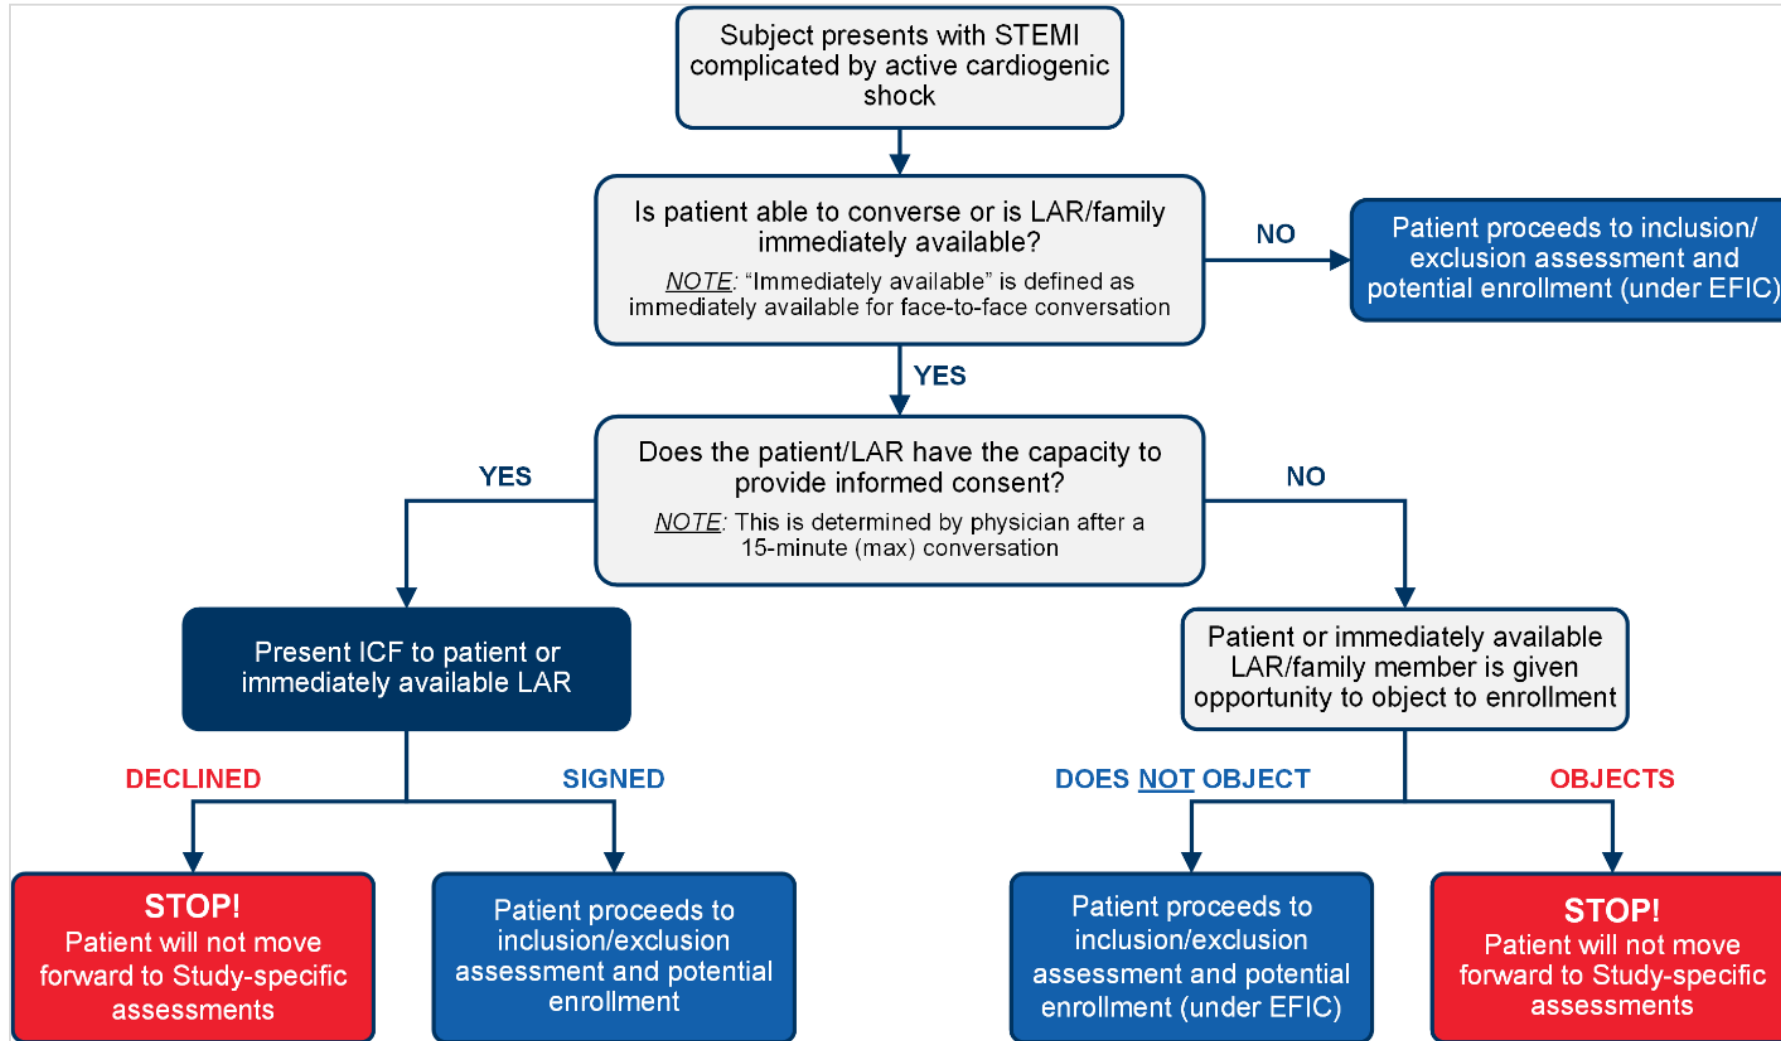 Subject presents with STEMI
complicated by active cardiogenic
shock
Is patient able to converse or is LAR/family
immediately available?
NOTE: “Immediately available” is defined as
immediately available for face-to-face conversation
NO
Patient proceeds to inclusion/
exclusion assessment and
potential enrollment (under EFIC)
YES
Does the patient/LAR have the capacity to
provide informed consent?
NOTE: This is determined by physician after a
15-minute (max) conversation
YES
NO
Present ICF to patient or
immediately available LAR
Patient or immediately available
LAR/family member is given
opportunity to object to enrollment
DECLINED
SIGNED
DOES NOT OBJECT
OBJECTS
STOP!
Patient will not move
forward to Study-specific
assessments
Patient proceeds to
inclusion/exclusion
assessment and potential
enrollment
Patient proceeds to
inclusion/exclusion
assessment and potential
enrollment (under EFIC)
STOP!
Patient will not move
forward to Study-specific
assessments